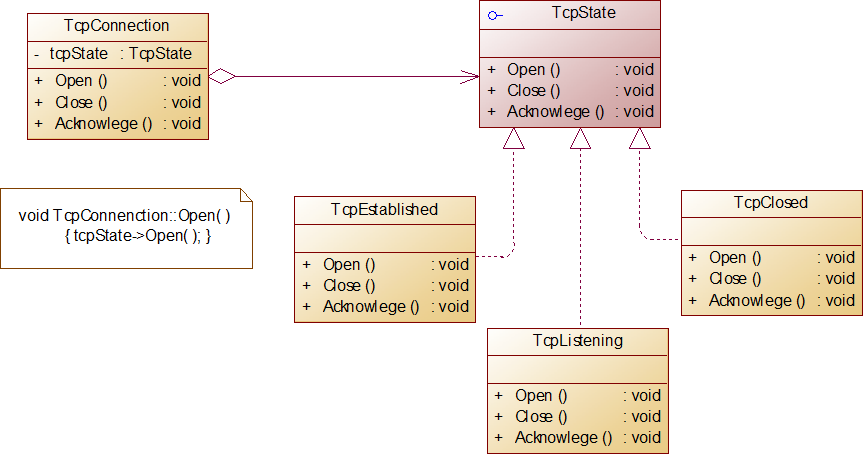 TcpConnection
- tcpState : TcpState
+ Open () : void
+ Close () : void
+ Acknowlege () : void
TcpState
+ Open () : void
+ Close () : void
+ Acknowlege () : void
void TcpConnenction::Open( )
{ tcpState->Open( ); }
TcpEstablished
+ Open () : void
+ Close () : void
+ Acknowlege () : void
TcpClosed
+ Open () : void
+ Close () : void
+ Acknowlege () : void
TcpListening
+ Open () : void
+ Close () : void
+ Acknowlege () : void